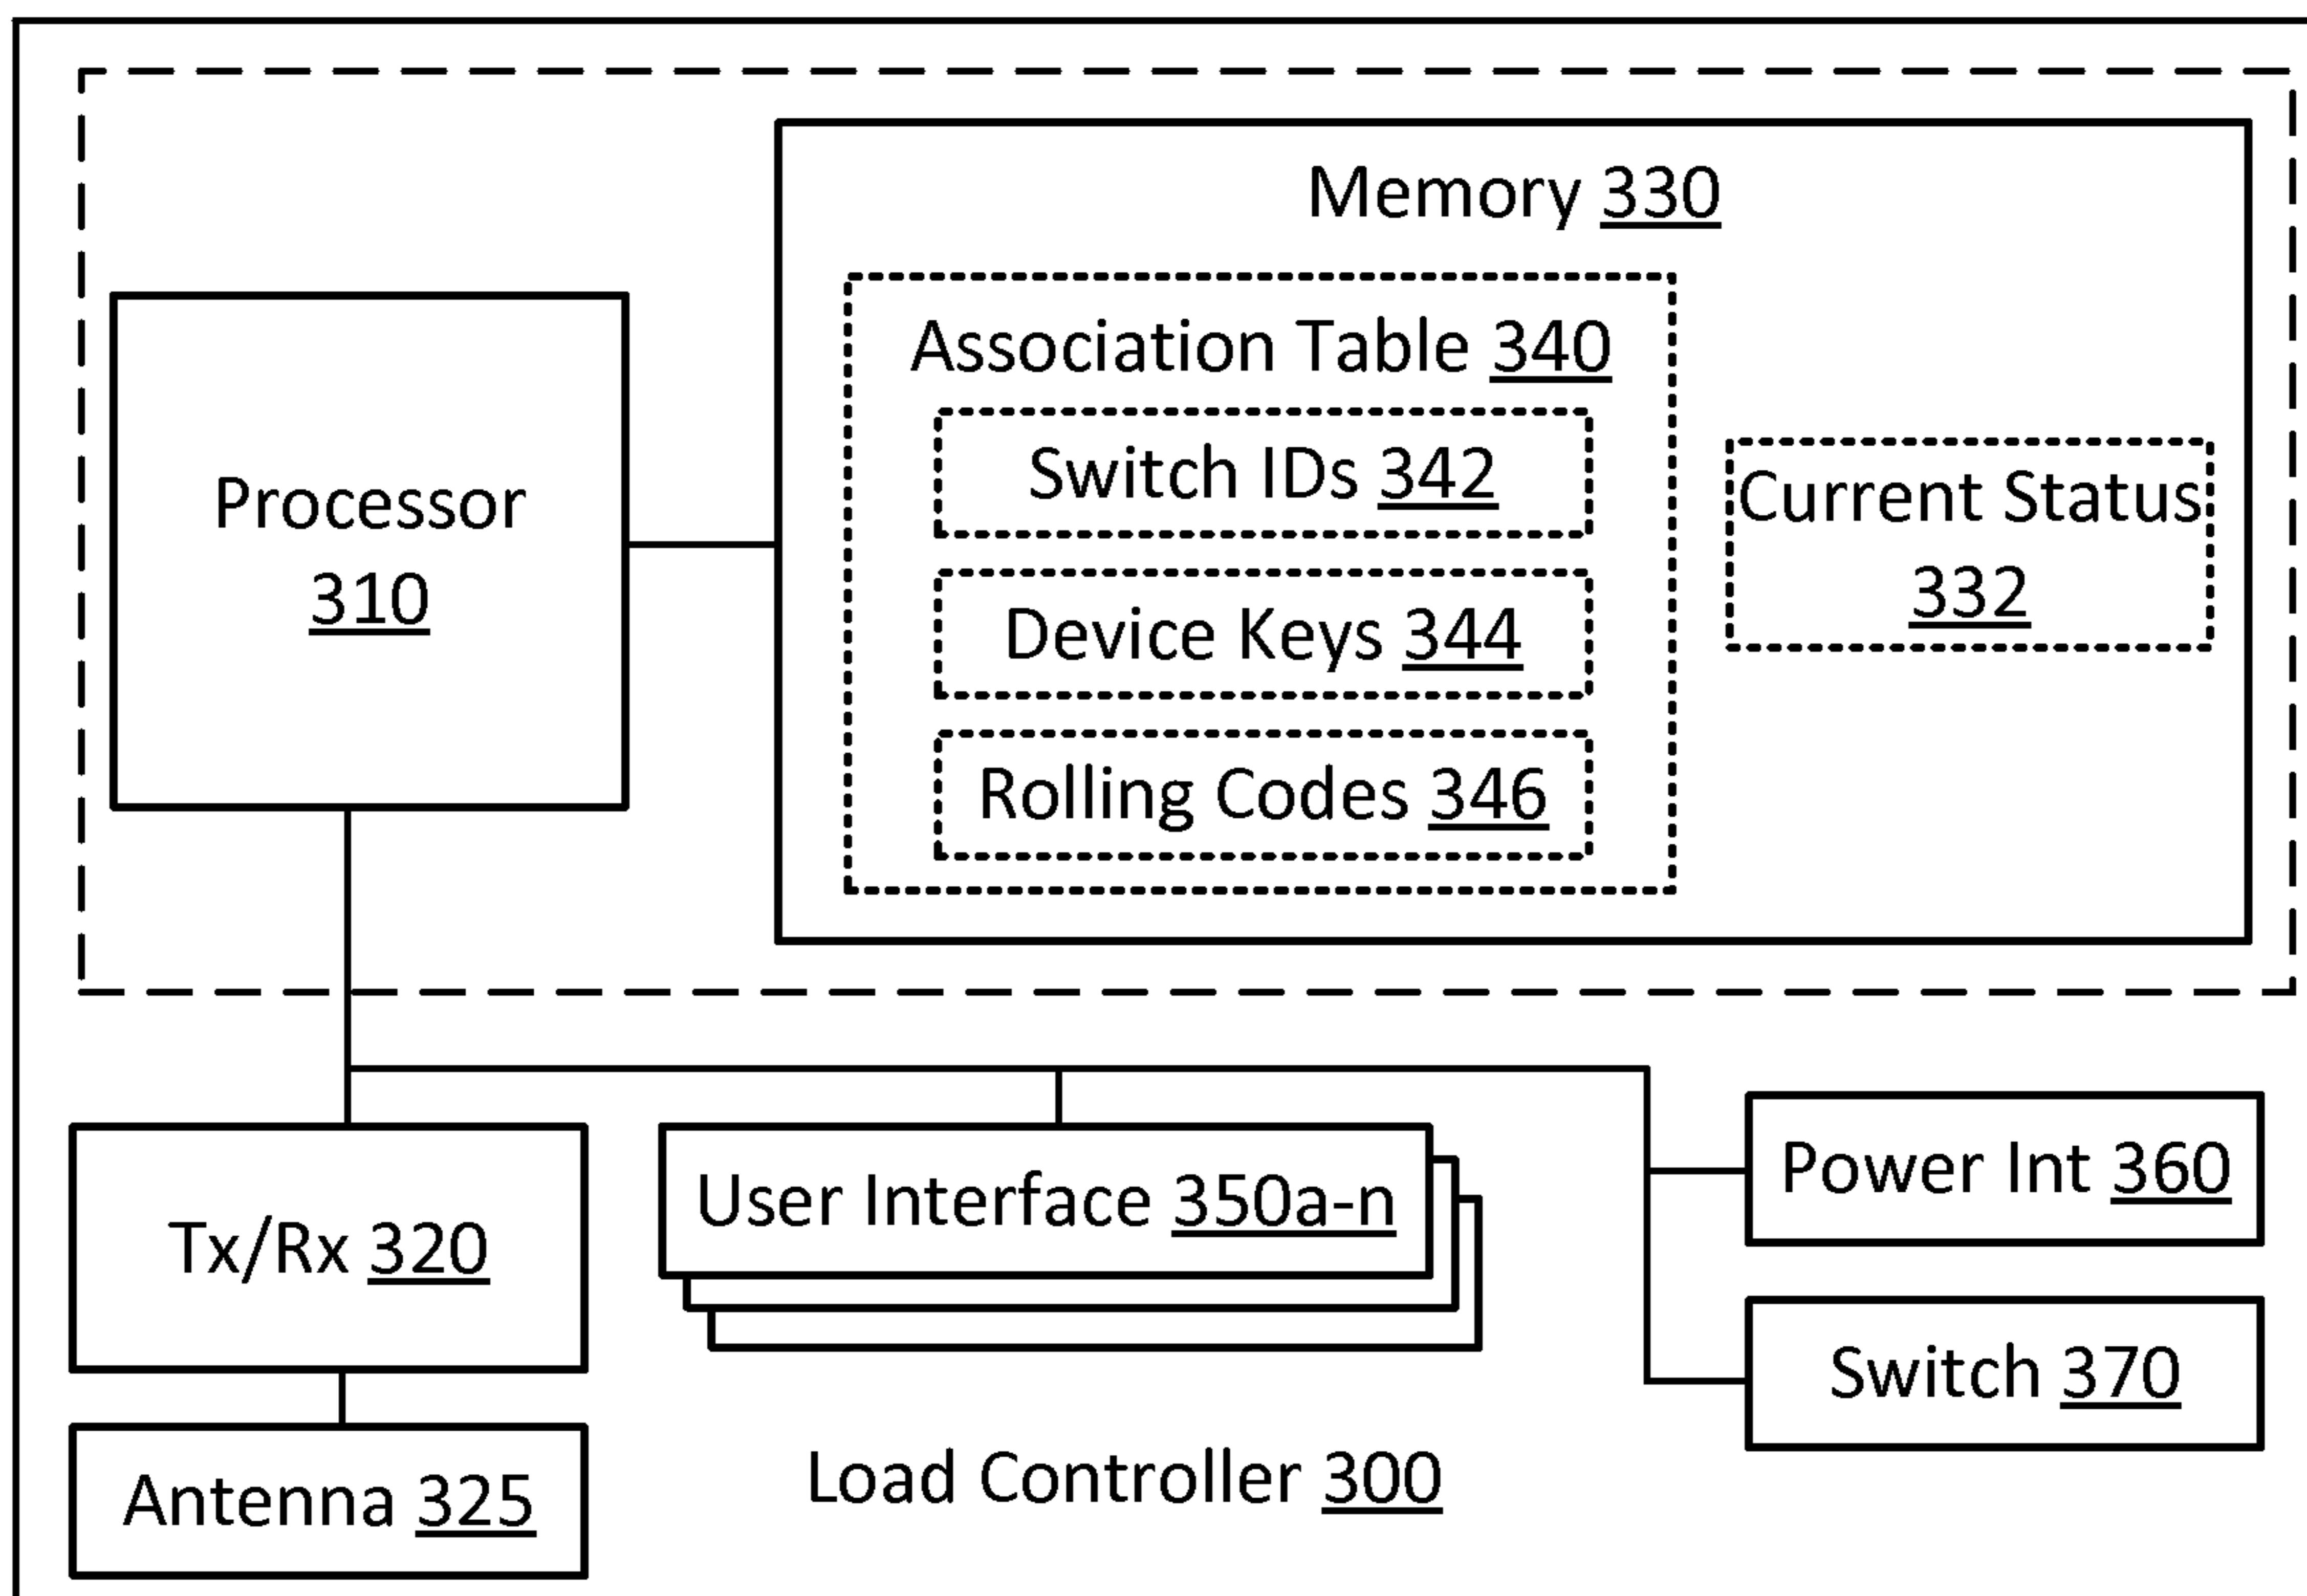 Memory 330
Association Table 340
Switch IDs 342
Device Keys 344
Rolling Codes 346
Current Status
332
Processor
310
Tx/Rx 320
Antenna 325
User Interface 350a-n
Power Int 360
Switch 370
Load Controller 300